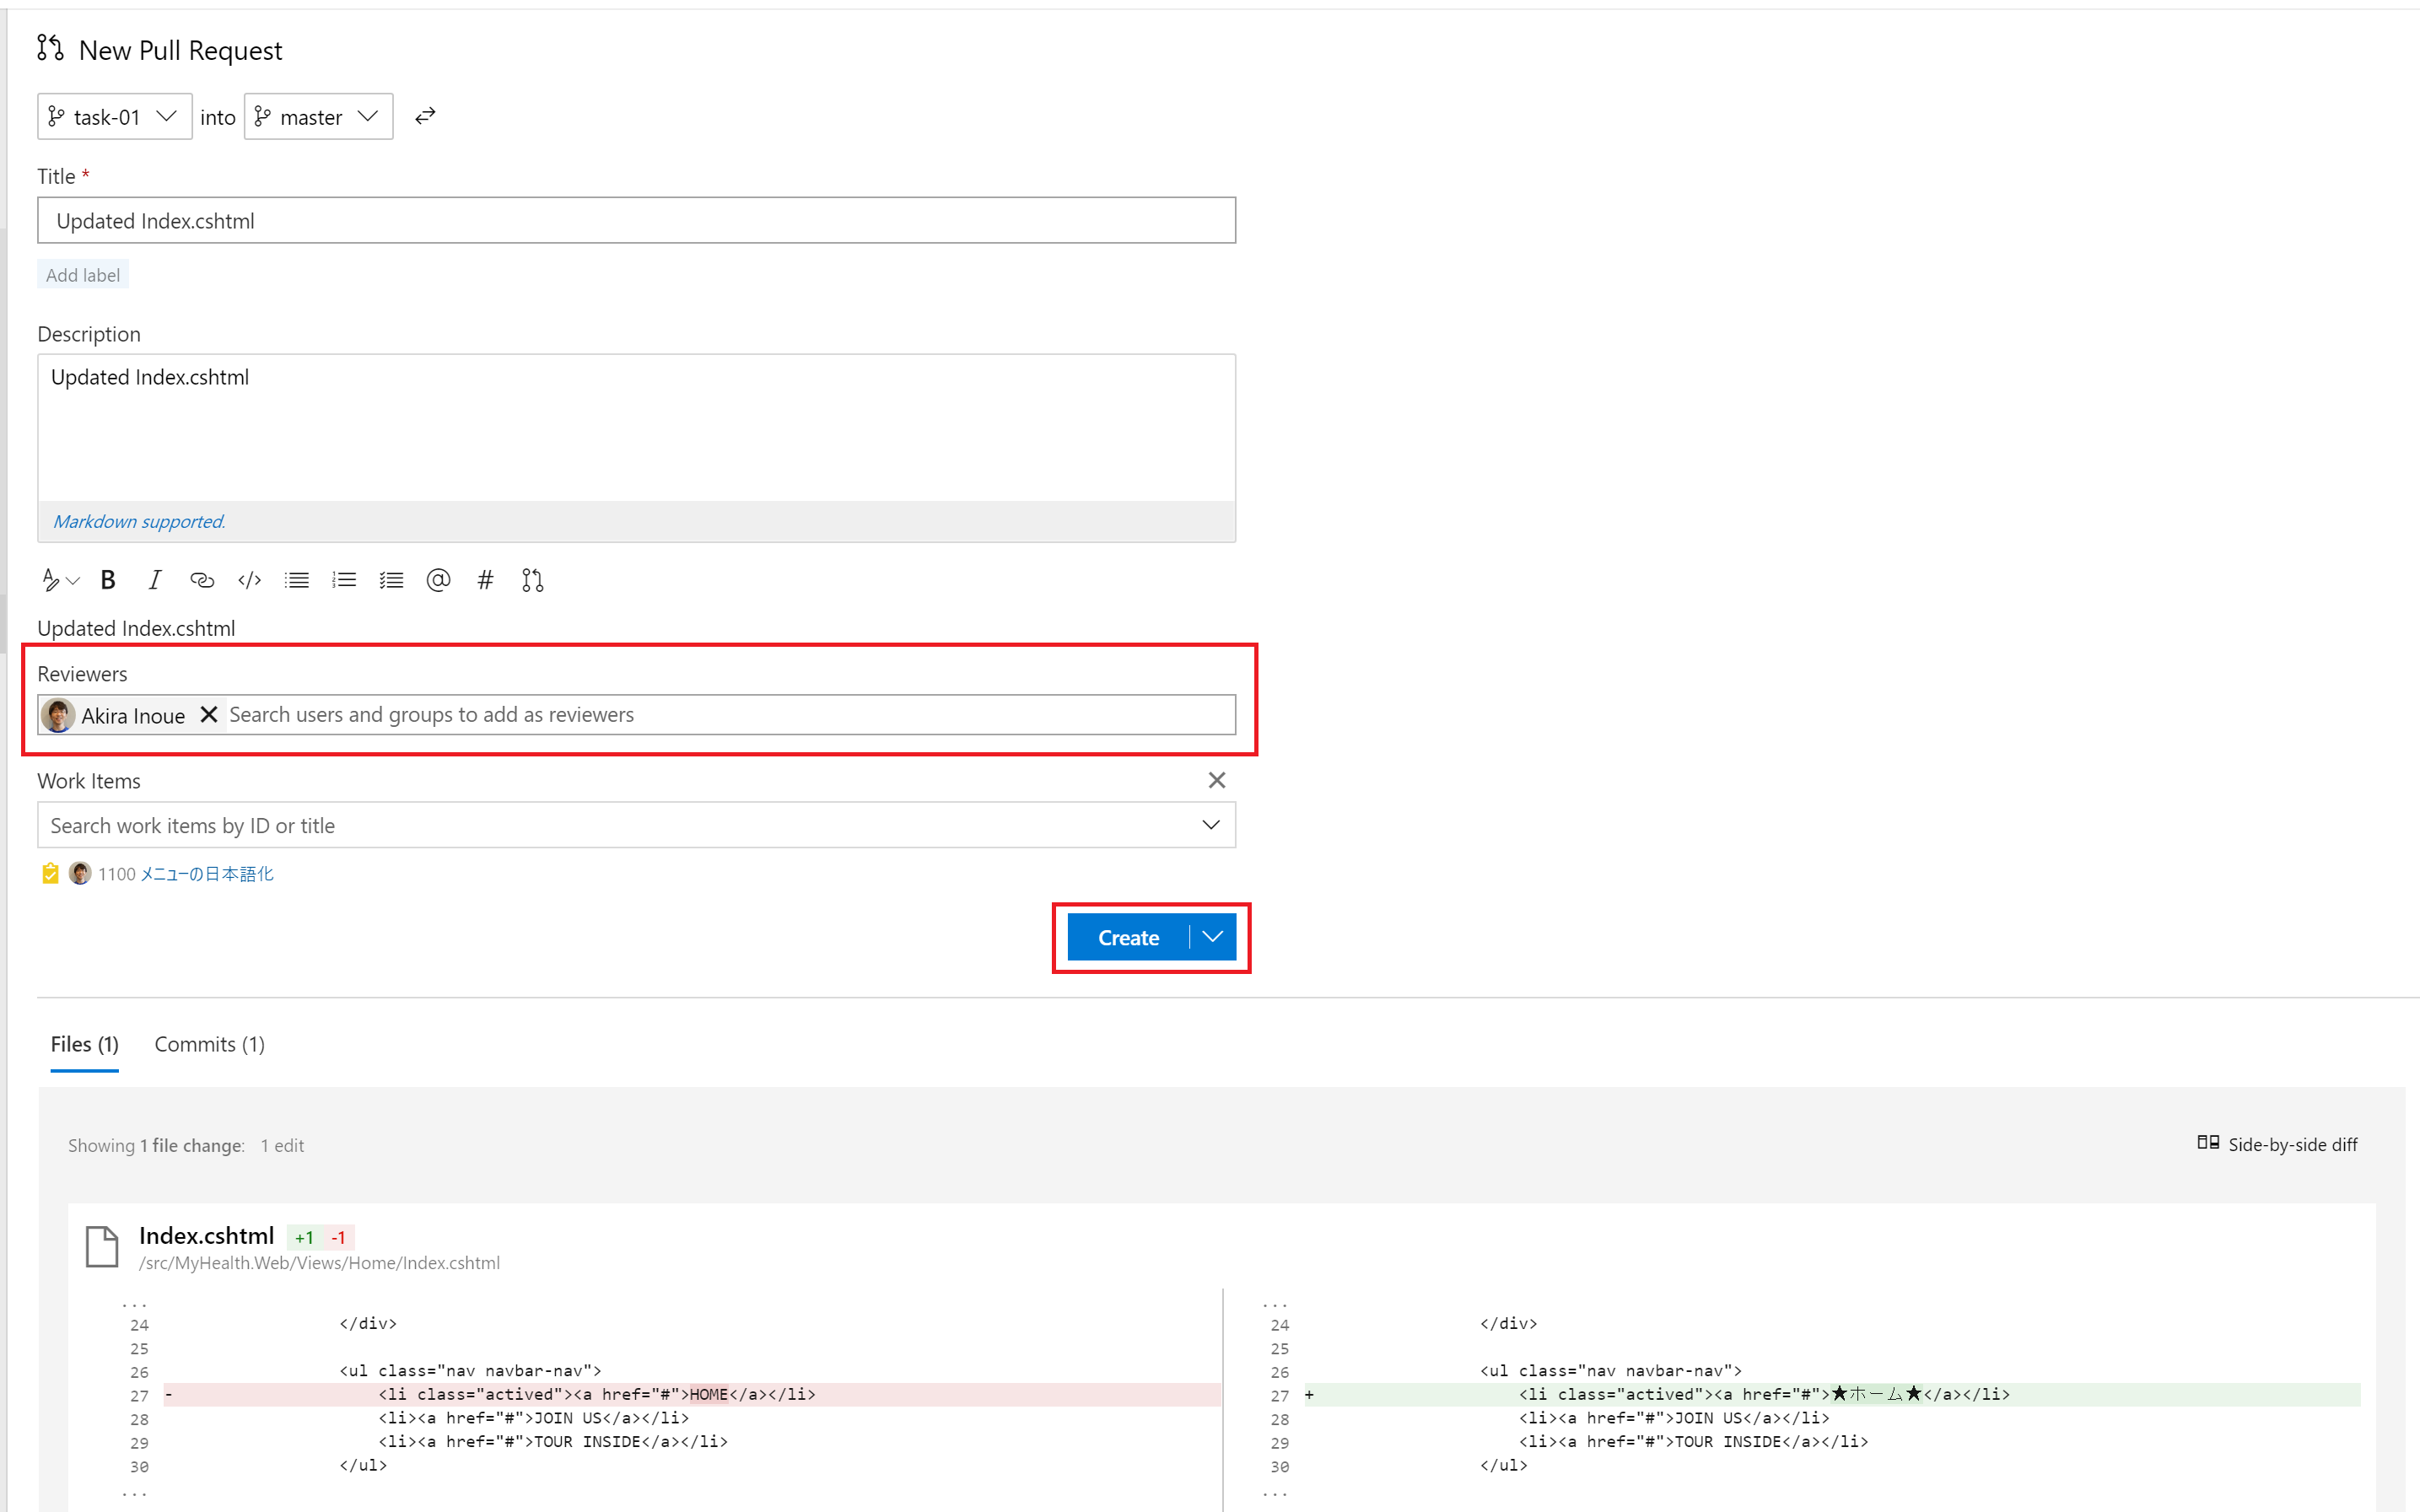 New Pull Request
task-01 into master
Title *
Updated Index.cshtml
Add label
Description
Updated Index.cshtml
Markdown supported.
B I </> @ #
Updated Index.cshtml
Reviewers
Akira Inoue Search users and groups to add as reviewers
Work Items
Search work items by ID or title
1100 メニューの日本語化
Create
Files (1) Commits (1)
Showing 1 file change: 1 edit Side-by-side diff
Index.cshtml +1 -1
/src/MyHealth.Web/Views/Home/Index.cshtml
...
24 </div>
25
26 <ul class="nav navbar-nav">
27 - <li class="actived"><a href="#">HOME</a></li>
28 <li><a href="#">JOIN US</a></li>
29 <li><a href="#">TOUR INSIDE</a></li>
30 </ul>
...
...
24 </div>
25
26 <ul class="nav navbar-nav">
27 + <li class="actived"><a href="#">★ホーム★</a></li>
28 <li><a href="#">JOIN US</a></li>
29 <li><a href="#">TOUR INSIDE</a></li>
30 </ul>
...